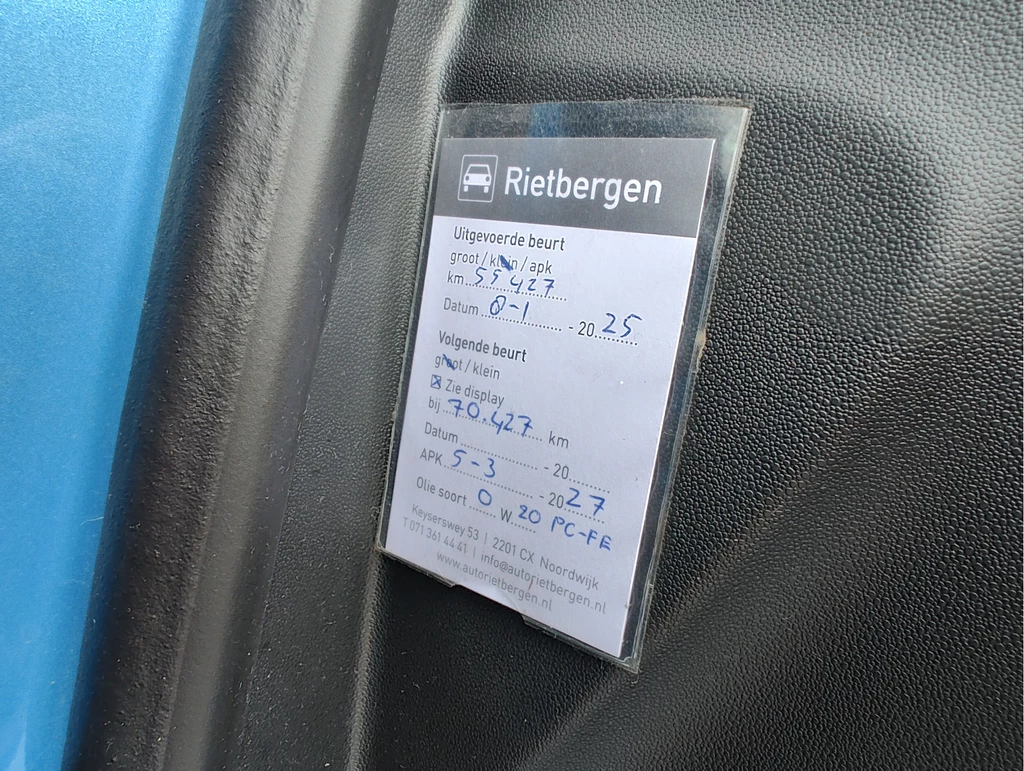 Rietbergen
Uitgevoerde beurt
groot / klein / apk
km 55427
Datum 8-1 - 20 25
Volgende beurt
groot / klein
☒ Zie display
bij 70.427 km
Datum - 20
APK 5-3 - 20 27
Olie soort 0 W 20 PC-FE
Keyserswey 53 | 2201 CX Noordwijk
T 071 361 44 41 | info@autorietbergen.nl
www.autorietbergen.nl